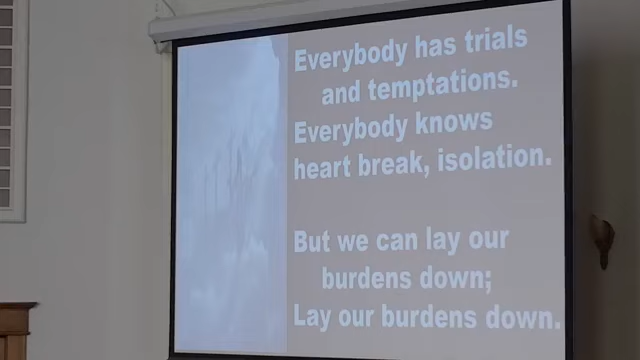 Everybody has trials
and temptations.
Everybody knows
heart break, isolation.
But we can lay our
burdens down;
Lay our burdens down.